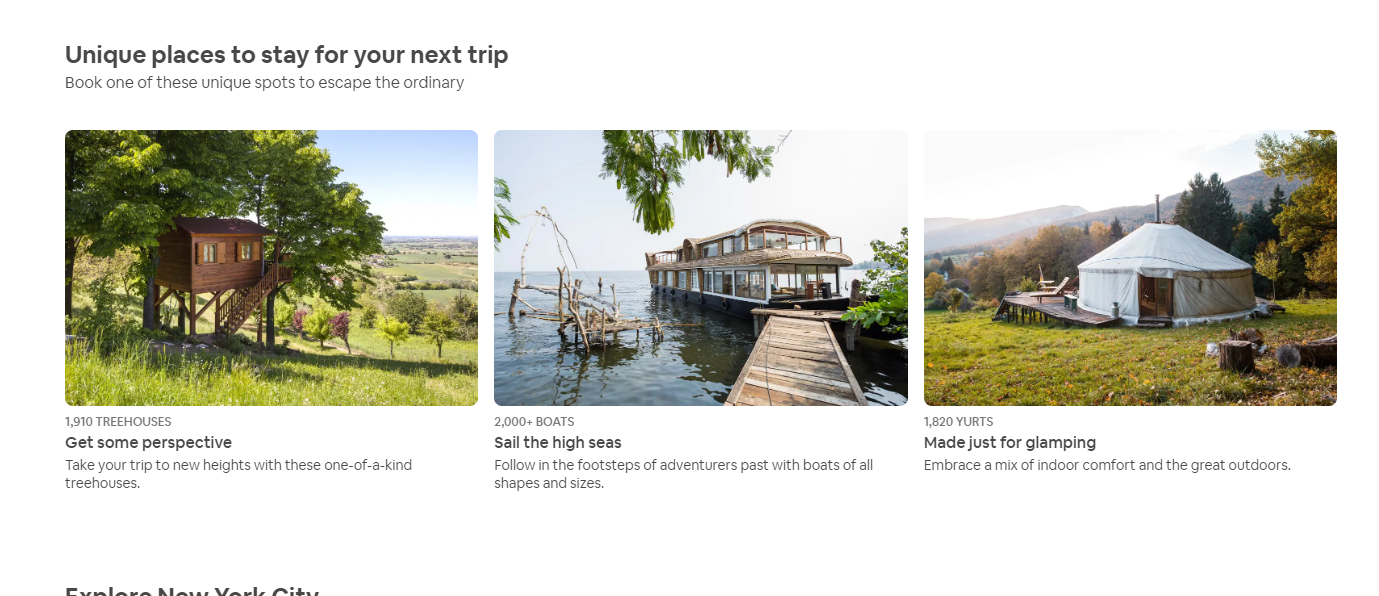 Unique places to stay for your next trip
Book one of these unique spots to escape the ordinary
1,910 TREEHOUSES
Get some perspective
Take your trip to new heights with these one-of-a-kind
treehouses.
2,000+ BOATS
Sail the high seas
Follow in the footsteps of adventurers past with boats of all
shapes and sizes.
1,820 YURTS
Made just for glamping
Embrace a mix of indoor comfort and the great outdoors.
Explore New York City